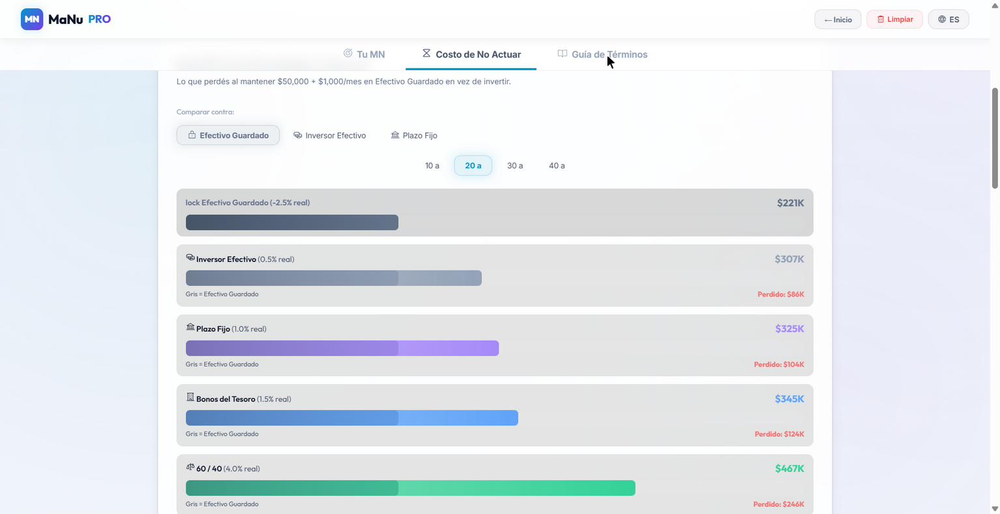 MN MaNu PRO
← Inicio
Limpiar
ES
Tu MN
Costo de No Actuar
Guía de Términos
Lo que perdés al mantener $50,000 + $1,000/mes en Efectivo Guardado en vez de invertir.
Comparar contra:
Efectivo Guardado
Inversor Efectivo
Plazo Fijo
10 a
20 a
30 a
40 a
lock Efectivo Guardado (-2.5% real)
$221K
Inversor Efectivo (0.5% real)
$307K
Gris = Efectivo Guardado
Perdido: $86K
Plazo Fijo (1.0% real)
$325K
Gris = Efectivo Guardado
Perdido: $104K
Bonos del Tesoro (1.5% real)
$345K
Gris = Efectivo Guardado
Perdido: $124K
60 / 40 (4.0% real)
$467K
Gris = Efectivo Guardado
Perdido: $246K